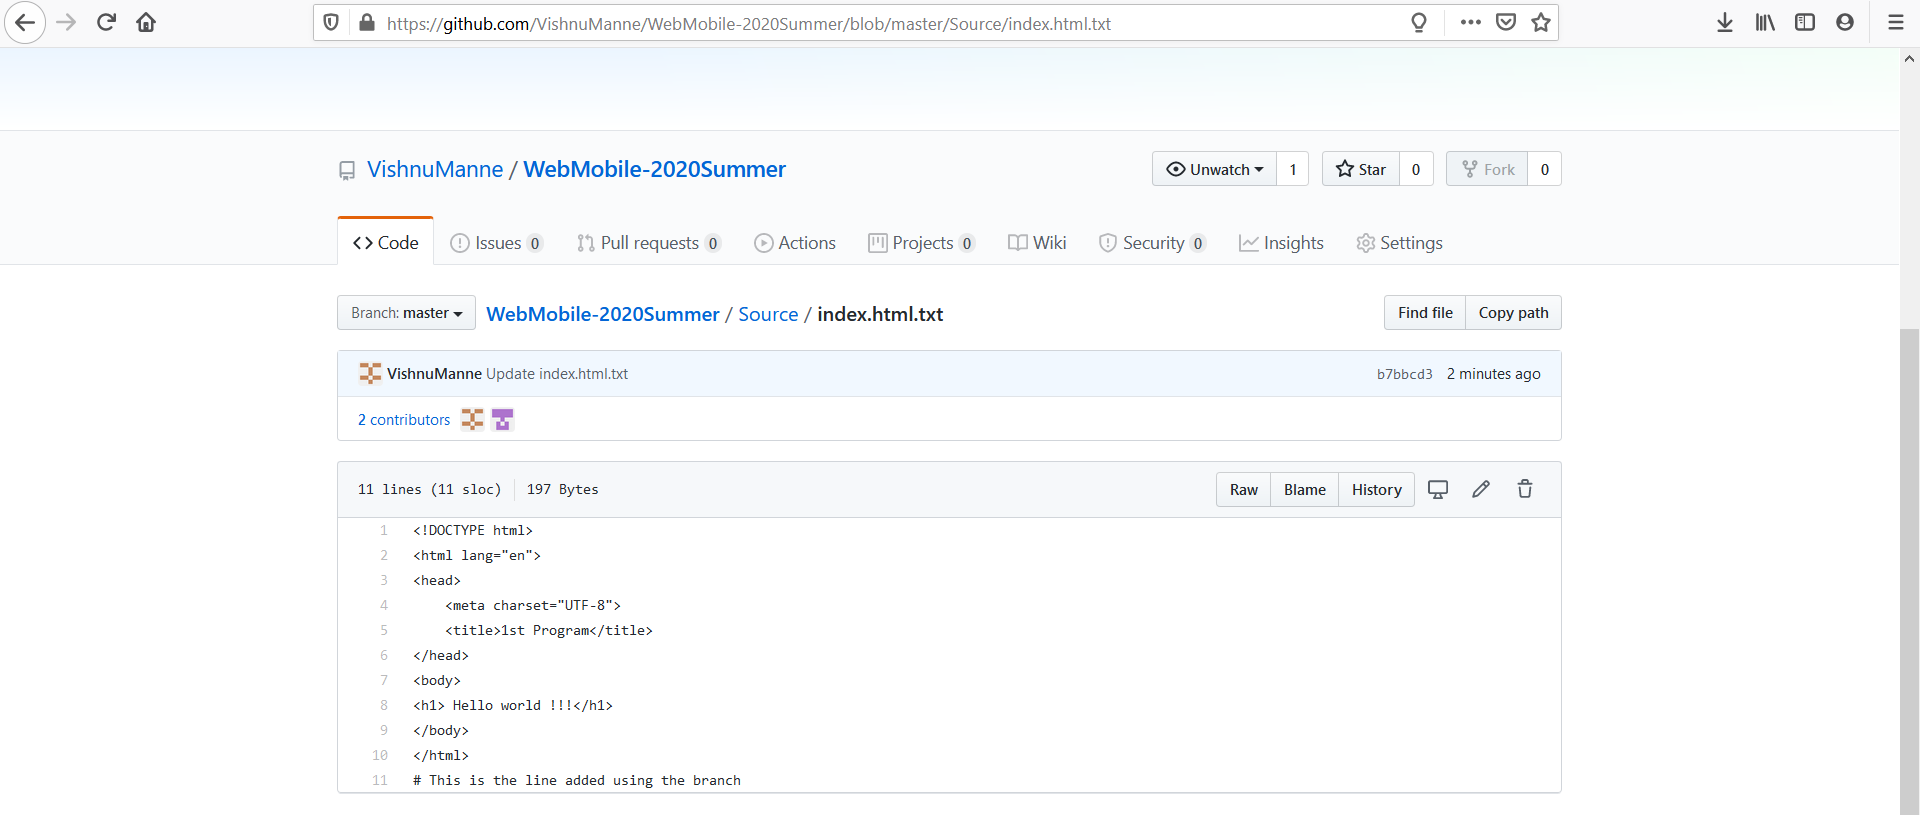 https://github.com/VishnuManne/WebMobile-2020Summer/blob/master/Source/index.html.txt
VishnuManne / WebMobile-2020Summer
Unwatch 1 Star 0 Fork 0
Code Issues 0 Pull requests 0 Actions Projects 0 Wiki Security 0 Insights Settings
Branch: master WebMobile-2020Summer / Source / index.html.txt Find file Copy path
VishnuManne Update index.html.txt b7bbcd3 2 minutes ago
2 contributors
11 lines (11 sloc) 197 Bytes Raw Blame History
1 <!DOCTYPE html>
2 <html lang="en">
3 <head>
4     <meta charset="UTF-8">
5     <title>1st Program</title>
6 </head>
7 <body>
8 <h1> Hello world !!!</h1>
9 </body>
10 </html>
11 # This is the line added using the branch